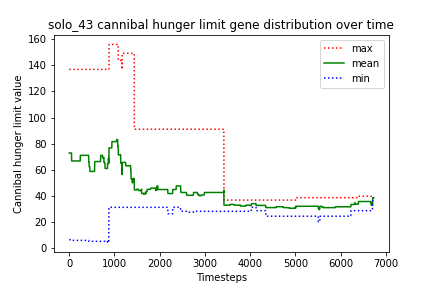 solo_43 cannibal hunger limit gene distribution over time
160
140
120
100
80
60
40
20
0
Cannibal hunger limit value
max
mean
min
0 1000 2000 3000 4000 5000 6000 7000
Timesteps